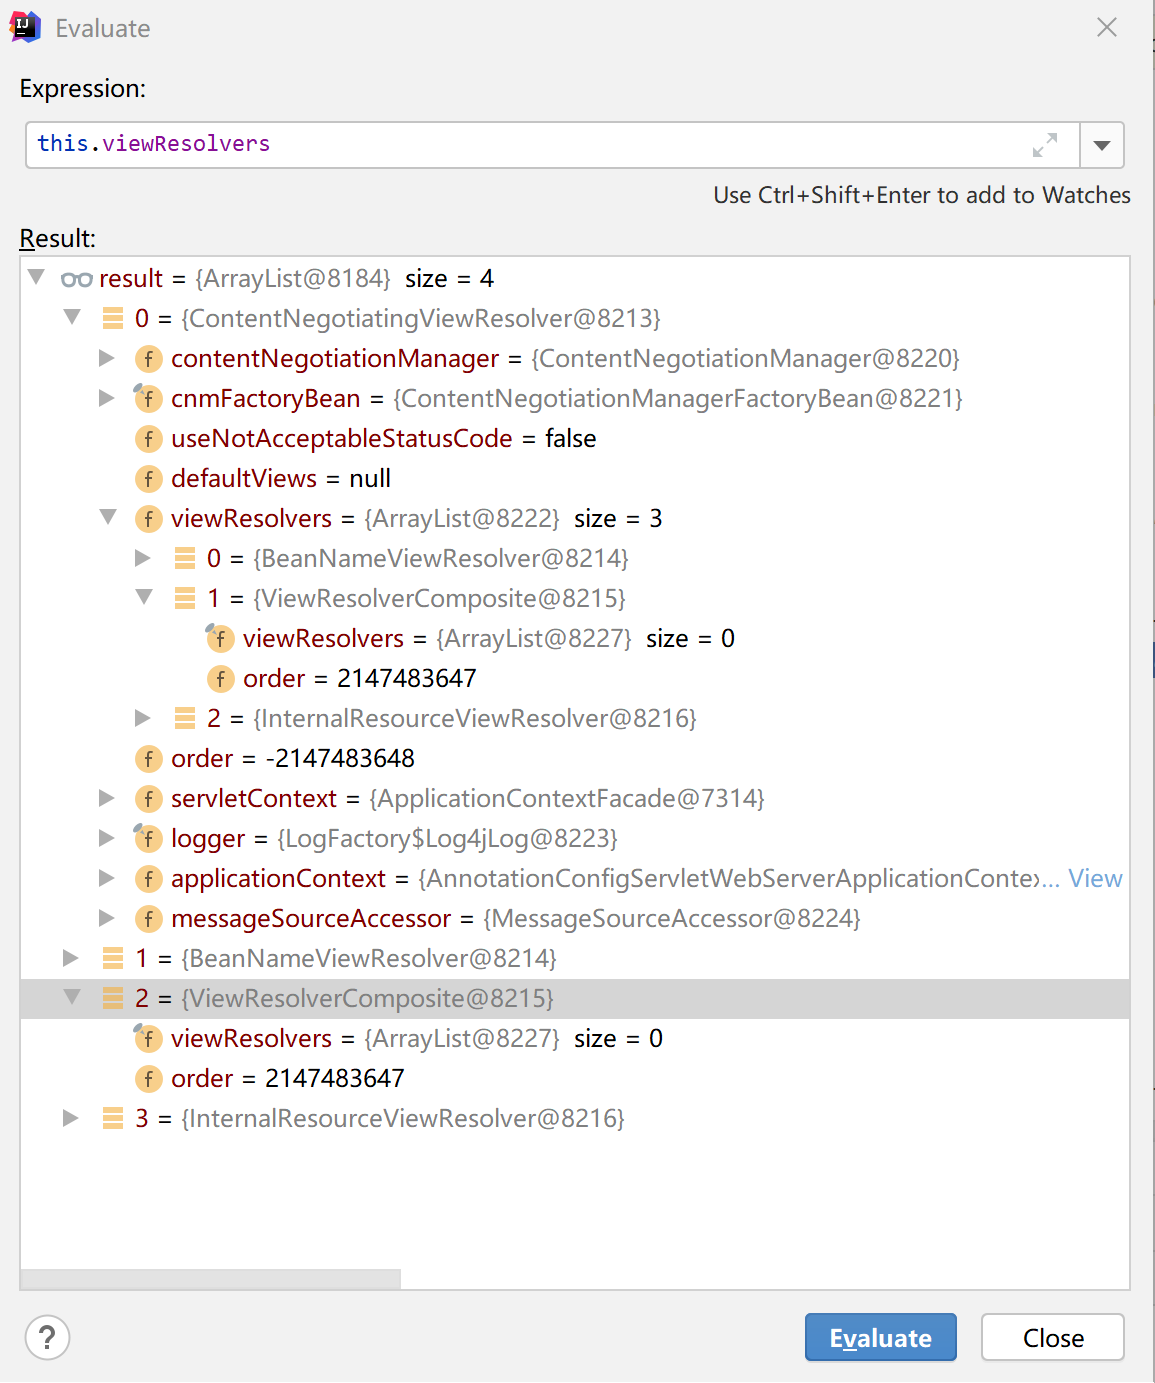 Evaluate
Expression:
this.viewResolvers
Use Ctrl+Shift+Enter to add to Watches
Result:
result = {ArrayList@8184} size = 4
0 = {ContentNegotiatingViewResolver@8213}
f contentNegotiationManager = {ContentNegotiationManager@8220}
f cnmFactoryBean = {ContentNegotiationManagerFactoryBean@8221}
f useNotAcceptableStatusCode = false
f defaultViews = null
f viewResolvers = {ArrayList@8222} size = 3
0 = {BeanNameViewResolver@8214}
1 = {ViewResolverComposite@8215}
f viewResolvers = {ArrayList@8227} size = 0
f order = 2147483647
2 = {InternalResourceViewResolver@8216}
f order = -2147483648
f servletContext = {ApplicationContextFacade@7314}
f logger = {LogFactory$Log4jLog@8223}
f applicationContext = {AnnotationConfigServletWebServerApplicationContex... View
f messageSourceAccessor = {MessageSourceAccessor@8224}
1 = {BeanNameViewResolver@8214}
2 = {ViewResolverComposite@8215}
f viewResolvers = {ArrayList@8227} size = 0
f order = 2147483647
3 = {InternalResourceViewResolver@8216}
? Evaluate Close